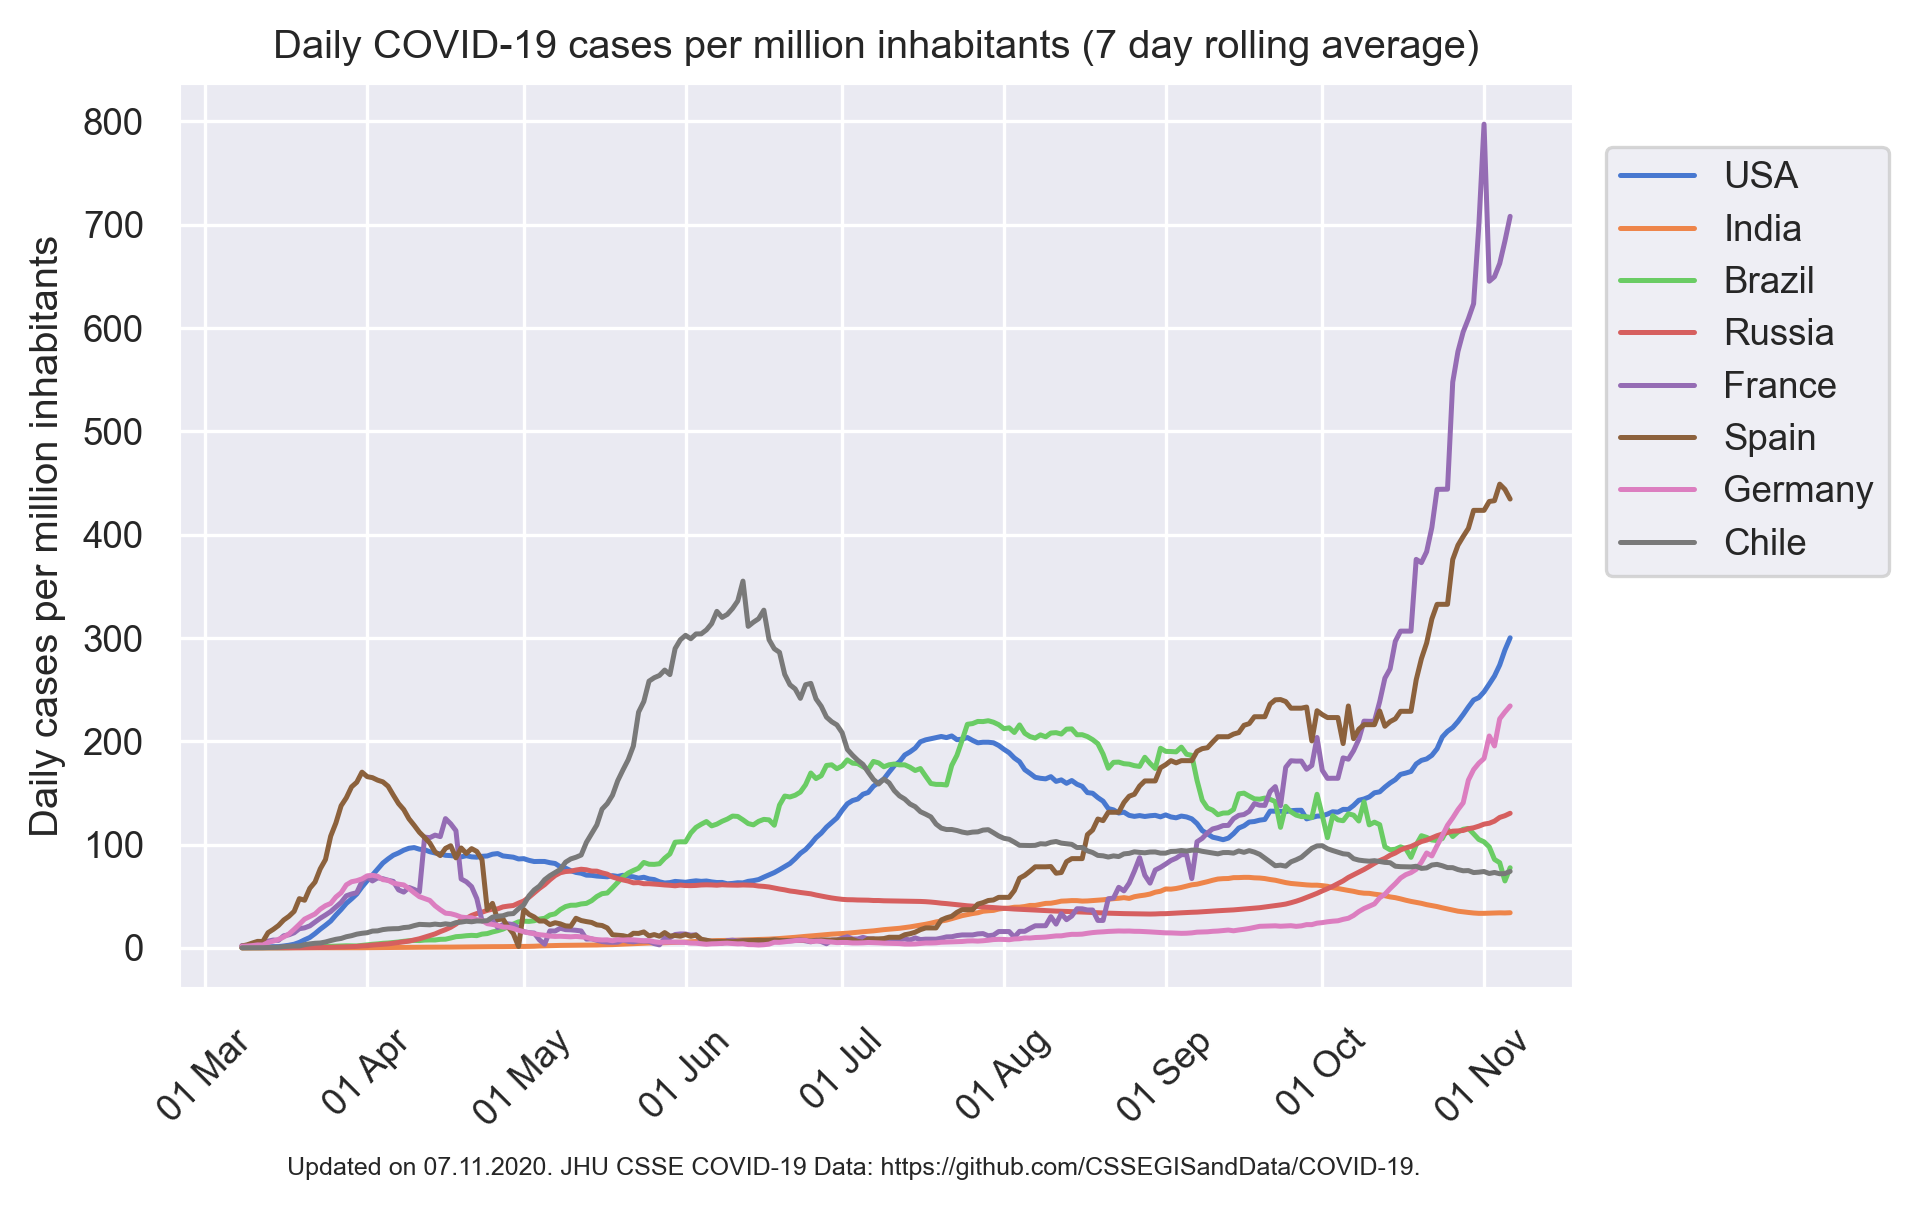 Daily COVID-19 cases per million inhabitants (7 day rolling average)
Daily cases per million inhabitants
800
700
600
500
400
300
200
100
0
01 Mar
01 Apr
01 May
01 Jun
01 Jul
01 Aug
01 Sep
01 Oct
01 Nov
USA
India
Brazil
Russia
France
Spain
Germany
Chile
Updated on 07.11.2020. JHU CSSE COVID-19 Data: https://github.com/CSSEGISandData/COVID-19.